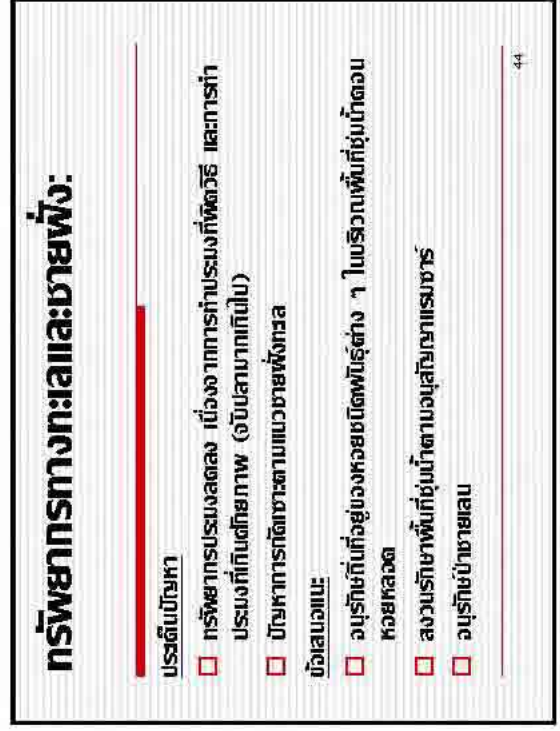 ทรัพยากรทางทะเลและชายฝั่ง:
ประเด็นปัญหา
ทรัพยากรประมงลดลง เนื่องจากการทำประมงที่ผิดวิธี และการทำ
ประมงที่เกินศักยภาพ (จับปลามากเกินไป)
ปัญหาการกัดเซาะตามแนวชายฝั่งทะเล
ข้อเสนอแนะ
อนุรักษ์ถิ่นที่อยู่ของหอยชนิดพันธุ์ต่าง ๆ ในบริเวณพื้นที่ชุ่มน้ำดอน
หอยหลอด
สงวนรักษาพื้นที่ชุ่มน้ำตามอนุสัญญาแรมซาร์
อนุรักษ์ป่าชายเลน
44